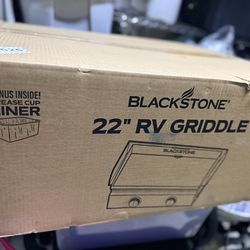 NUS INSIDE!
EASE CUP
INER
BLACKSTONE
22" RV GRIDDLE
BLACKSTONE